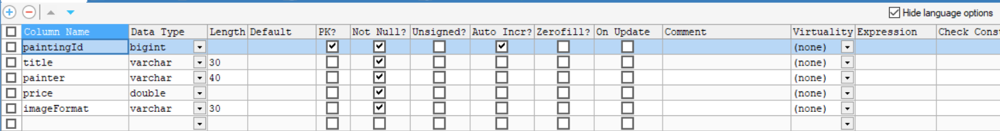 Hide language options
Column Name Data Type Length Default PK? Not Null? Unsigned? Auto Incr? Zerofill? On Update Comment Virtuality Expression Check Cons
paintingId bigint (none)
title varchar 30 (none)
painter varchar 40 (none)
price double (none)
imageFormat varchar 30 (none)